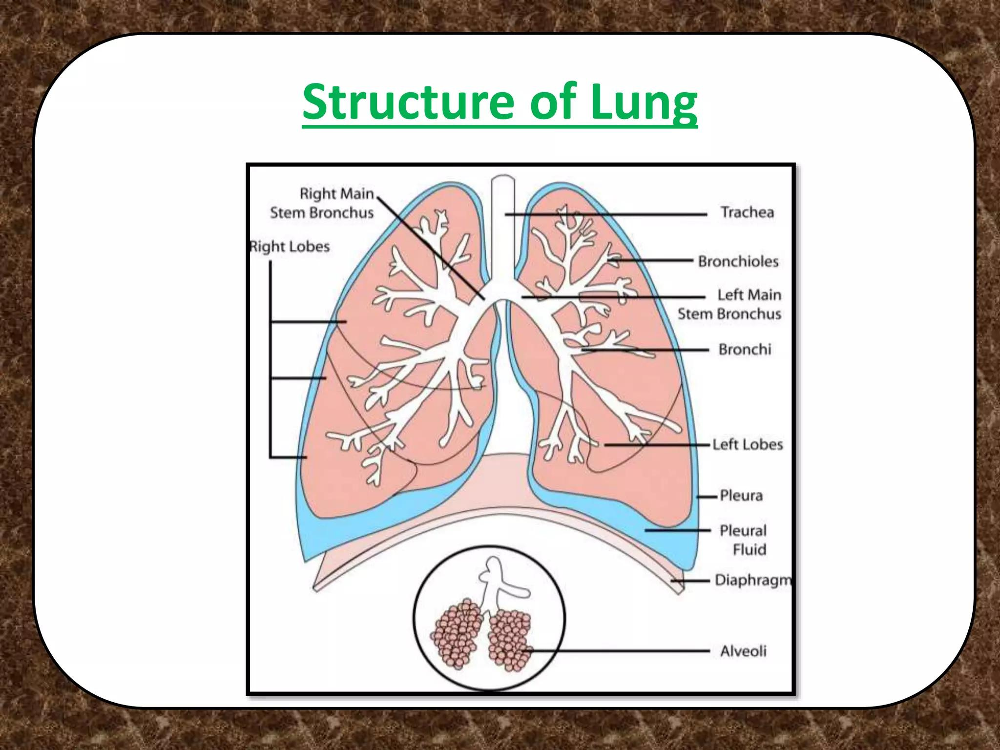 Structure of Lung
Right Main
Stem Bronchus
Right Lobes
Trachea
Bronchioles
Left Main
Stem Bronchus
Bronchi
Left Lobes
Pleura
Pleural
Fluid
Diaphragm
Alveoli